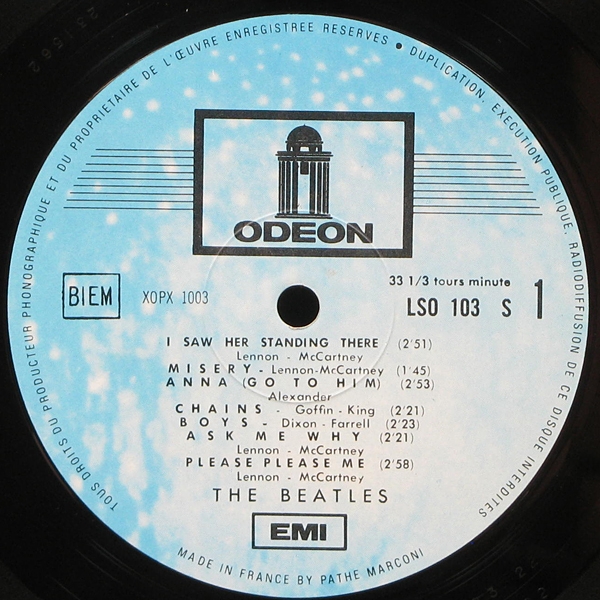 TOUS DROITS DU PRODUCTEUR PHONOGRAPHIQUE ET DU PROPRIETAIRE DE L'ŒUVRE ENREGISTREE RESERVES • DUPLICATION, EXECUTION PUBLIQUE, RADIODIFFUSION DE CE DISQUE INTERDITES
ODEON
BIEM XOPX 1003
33 1/3 tours minute
LSO 103 S 1
I SAW HER STANDING THERE (2'51)
Lennon - McCartney
MISERY - Lennon-McCartney (1'45)
ANNA (GO TO HIM) (2'53)
Alexander
CHAINS - Goffin - King (2'21)
BOYS - Dixon - Farrell (2'23)
ASK ME WHY (2'21)
Lennon - McCartney
PLEASE PLEASE ME (2'58)
Lennon - McCartney
THE BEATLES
EMI
MADE IN FRANCE BY PATHE MARCONI